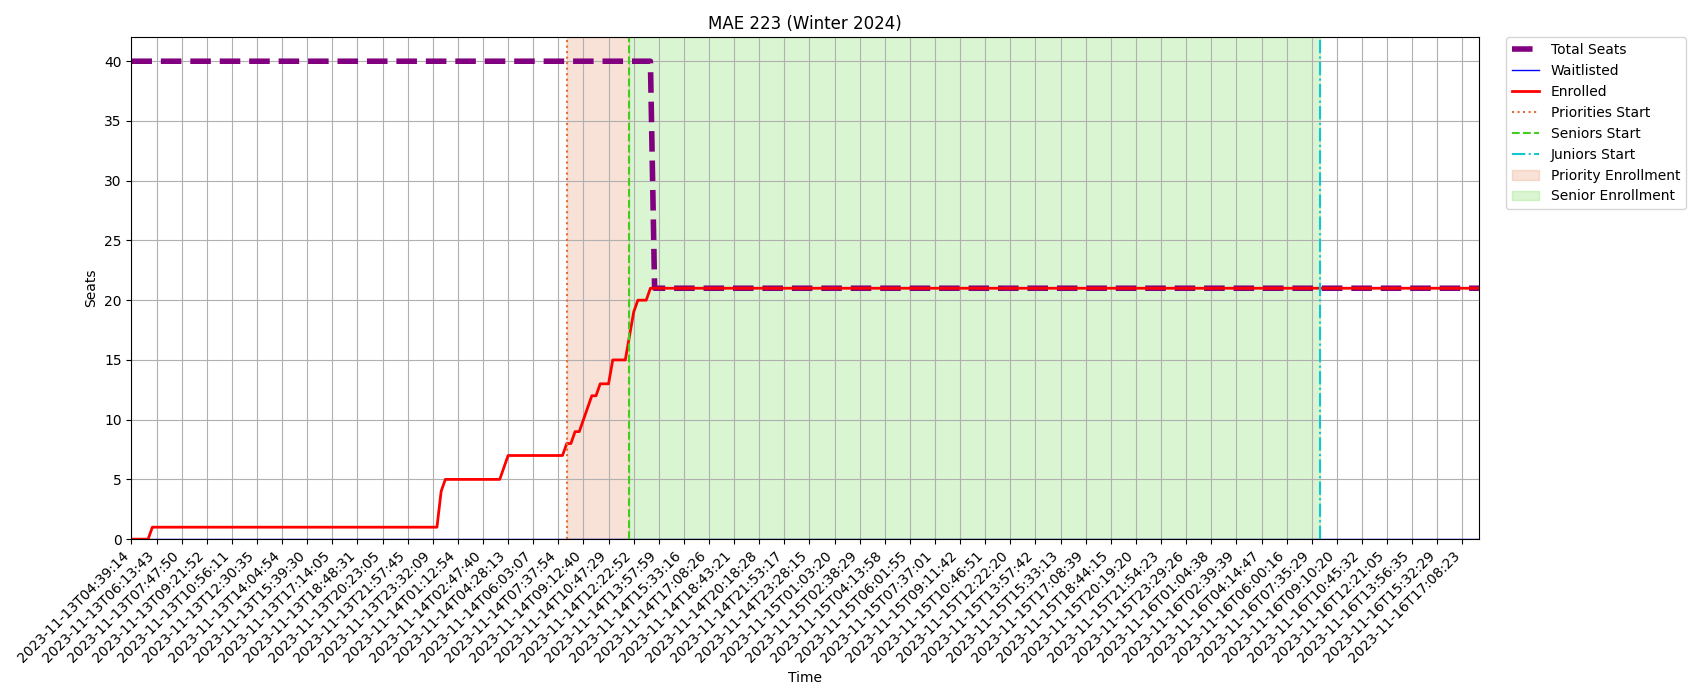 MAE 223 (Winter 2024)
Total Seats
Waitlisted
Enrolled
Priorities Start
Seniors Start
Juniors Start
Priority Enrollment
Senior Enrollment
Seats
40
35
30
25
20
15
10
5
0
2023-11-13T04:39:14
2023-11-13T06:13:43
2023-11-13T07:47:50
2023-11-13T09:21:52
2023-11-13T10:56:11
2023-11-13T12:30:35
2023-11-13T14:04:54
2023-11-13T15:39:30
2023-11-13T17:14:05
2023-11-13T18:48:31
2023-11-13T20:23:05
2023-11-13T21:57:45
2023-11-13T23:32:09
2023-11-14T01:12:54
2023-11-14T02:47:40
2023-11-14T04:28:13
2023-11-14T06:03:07
2023-11-14T07:37:54
2023-11-14T09:12:40
2023-11-14T10:47:29
2023-11-14T12:22:52
2023-11-14T13:57:59
2023-11-14T15:33:16
2023-11-14T17:08:26
2023-11-14T18:43:21
2023-11-14T20:18:28
2023-11-14T21:53:17
2023-11-14T23:28:15
2023-11-15T01:03:20
2023-11-15T02:38:29
2023-11-15T04:13:58
2023-11-15T06:01:55
2023-11-15T07:37:01
2023-11-15T09:11:42
2023-11-15T10:46:51
2023-11-15T12:22:20
2023-11-15T13:57:42
2023-11-15T15:33:13
2023-11-15T17:08:39
2023-11-15T18:44:15
2023-11-15T20:19:20
2023-11-15T21:54:23
2023-11-15T23:29:26
2023-11-16T01:04:38
2023-11-16T02:39:39
2023-11-16T04:14:47
2023-11-16T06:00:16
2023-11-16T07:35:29
2023-11-16T09:10:20
2023-11-16T10:45:32
2023-11-16T12:21:05
2023-11-16T13:56:35
2023-11-16T15:32:29
2023-11-16T17:08:23
Time